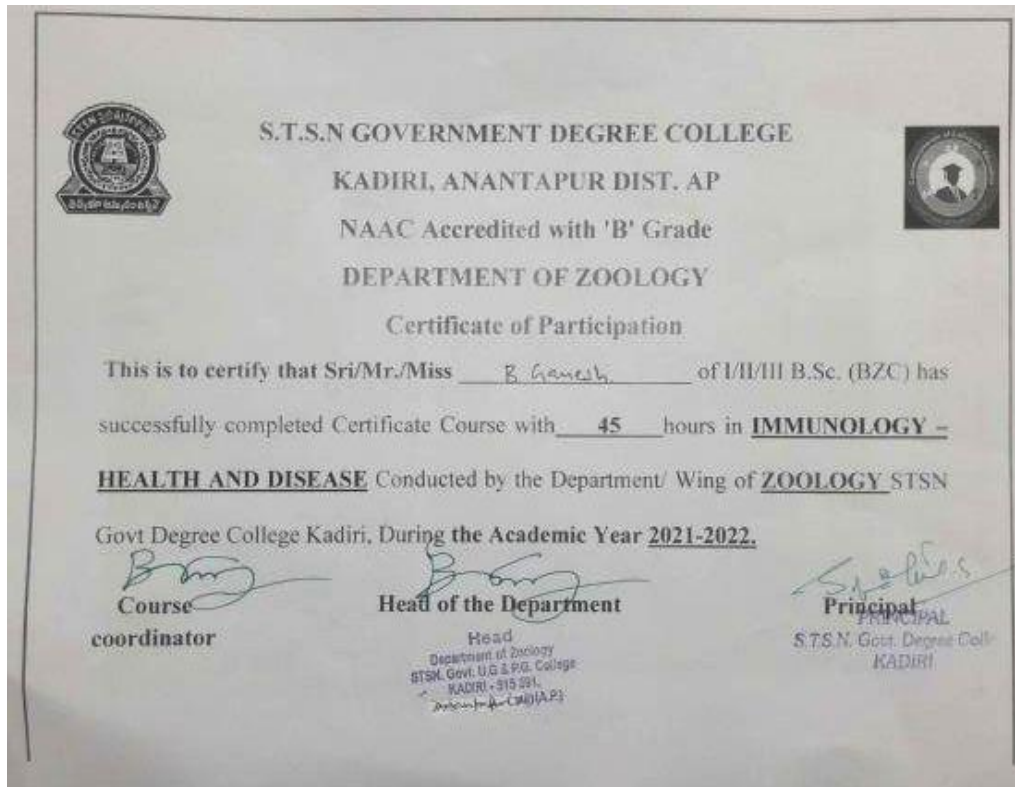 S.T.S.N GOVERNMENT DEGREE COLLEGE
KADIRI, ANANTAPUR DIST. AP
NAAC Accredited with 'B' Grade
DEPARTMENT OF ZOOLOGY
Certificate of Participation
This is to certify that Sri/Mr./Miss B Ganesh of I/II/III B.Sc. (BZC) has
successfully completed Certificate Course with 45 hours in IMMUNOLOGY –
HEALTH AND DISEASE Conducted by the Department/ Wing of ZOOLOGY STSN
Govt Degree College Kadiri, During the Academic Year 2021-2022.
Course
coordinator
Head of the Department
Head
Department of Zoology
STSN. Govt. U.G & P.G. College
KADIRI - 515 591.
(A.P.)
Principal
PRINCIPAL
S.T.S.N. Govt. Degree Coll
KADIRI